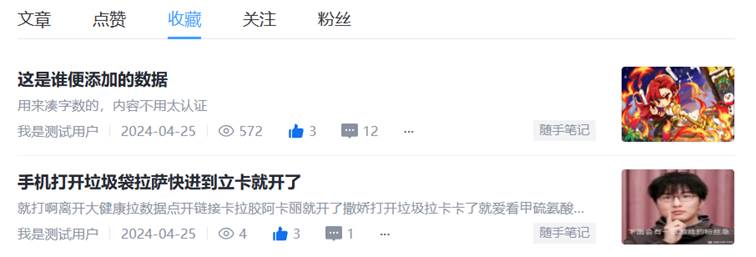 文章 点赞 收藏 关注 粉丝
这是谁便添加的数据
用来凑字数的，内容不用太认证
我是测试用户 2024-04-25 572 3 12 ...
随手笔记
手机打开垃圾袋拉萨快进到立卡就开了
就打啊离开大健康拉数据点开链接卡拉胶阿卡丽就开了撒娇打开垃圾拉卡卡了就爱看甲硫氨酸...
我是测试用户 2024-04-25 4 3 1 ...
随手笔记